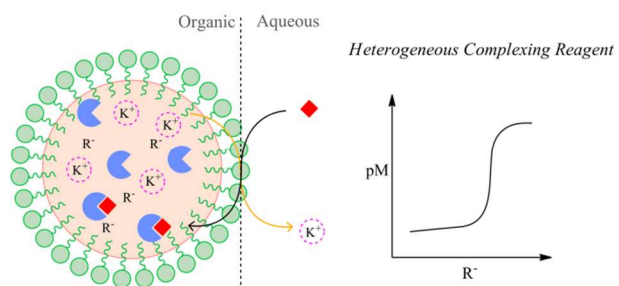 Organic Aqueous
Heterogeneous Complexing Reagent
K⁺
K⁺
R⁻
R⁻
K⁺
K⁺
R⁻
R⁻
K⁺
pM
R⁻